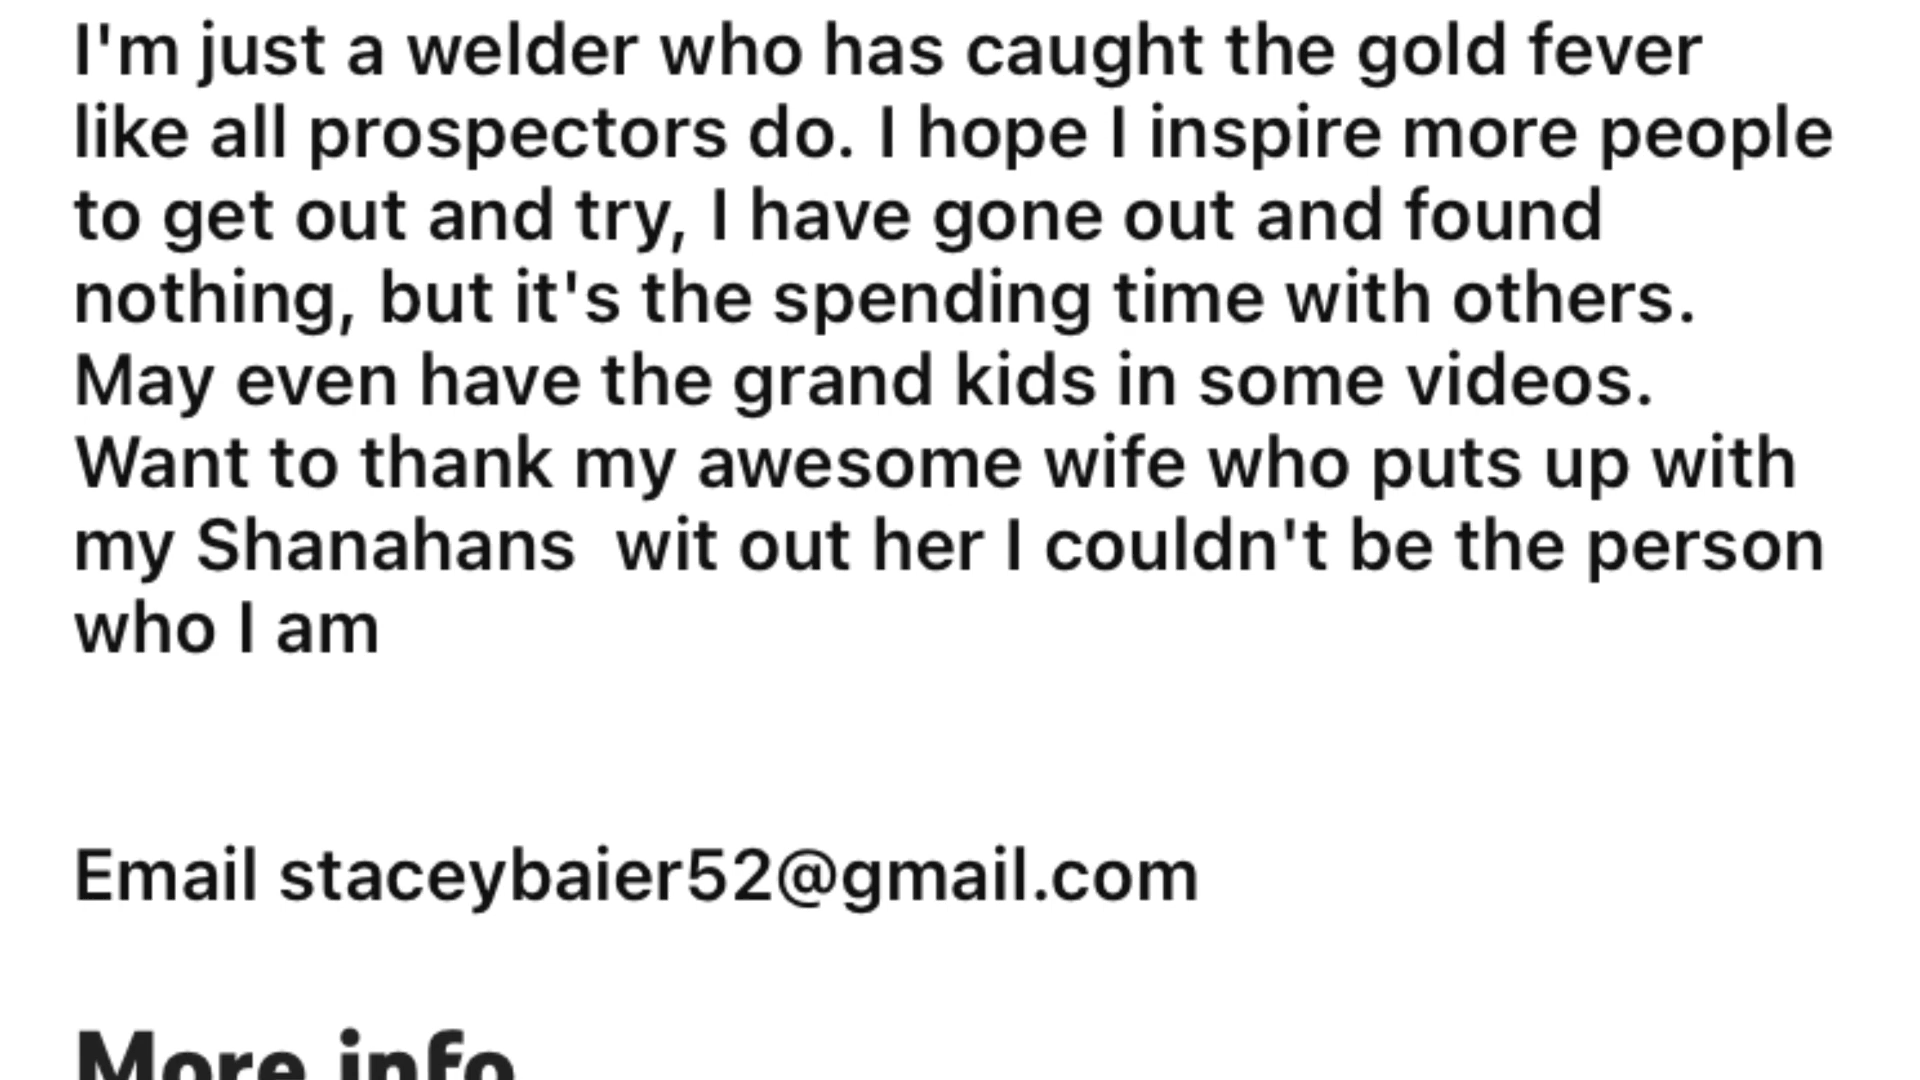 I'm just a welder who has caught the gold fever
like all prospectors do. I hope I inspire more people
to get out and try, I have gone out and found
nothing, but it's the spending time with others.
May even have the grand kids in some videos.
Want to thank my awesome wife who puts up with
my Shanahans  wit out her I couldn't be the person
who I am
Email staceybaier52@gmail.com
More info